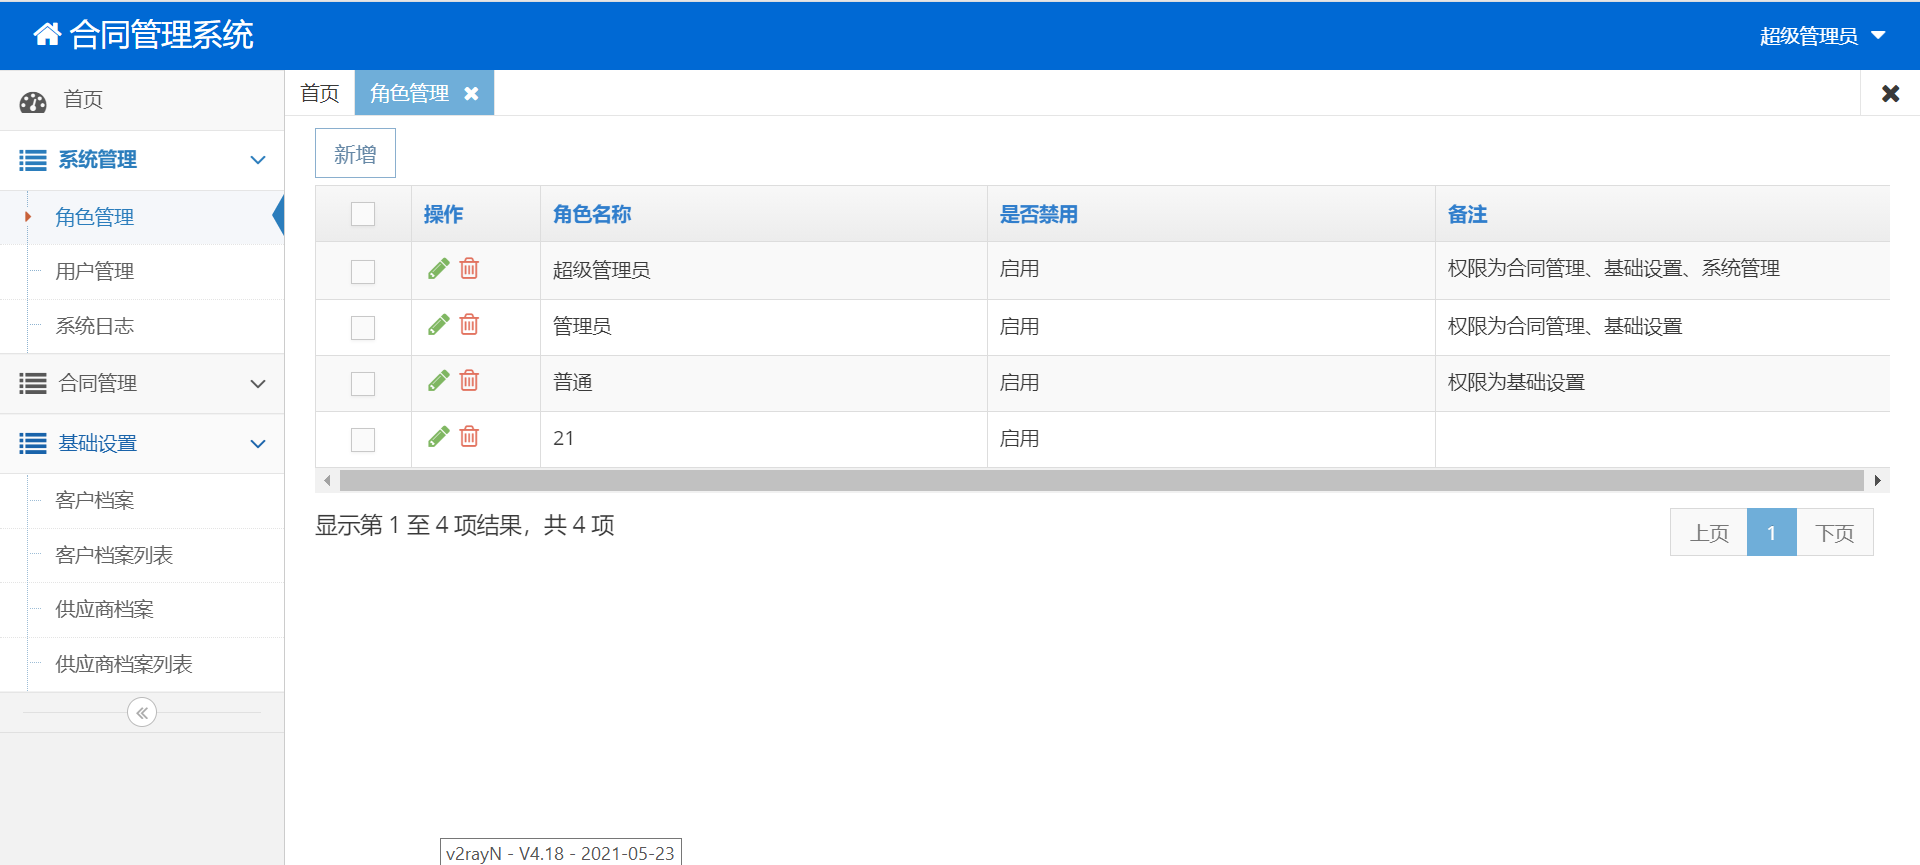 合同管理系统
超级管理员
首页
系统管理
角色管理
用户管理
系统日志
合同管理
基础设置
客户档案
客户档案列表
供应商档案
供应商档案列表
首页 角色管理
新增
操作 角色名称 是否禁用 备注
超级管理员 启用 权限为合同管理、基础设置、系统管理
管理员 启用 权限为合同管理、基础设置
普通 启用 权限为基础设置
21 启用
显示第 1 至 4 项结果，共 4 项
上页 1 下页
v2rayN - V4.18 - 2021-05-23